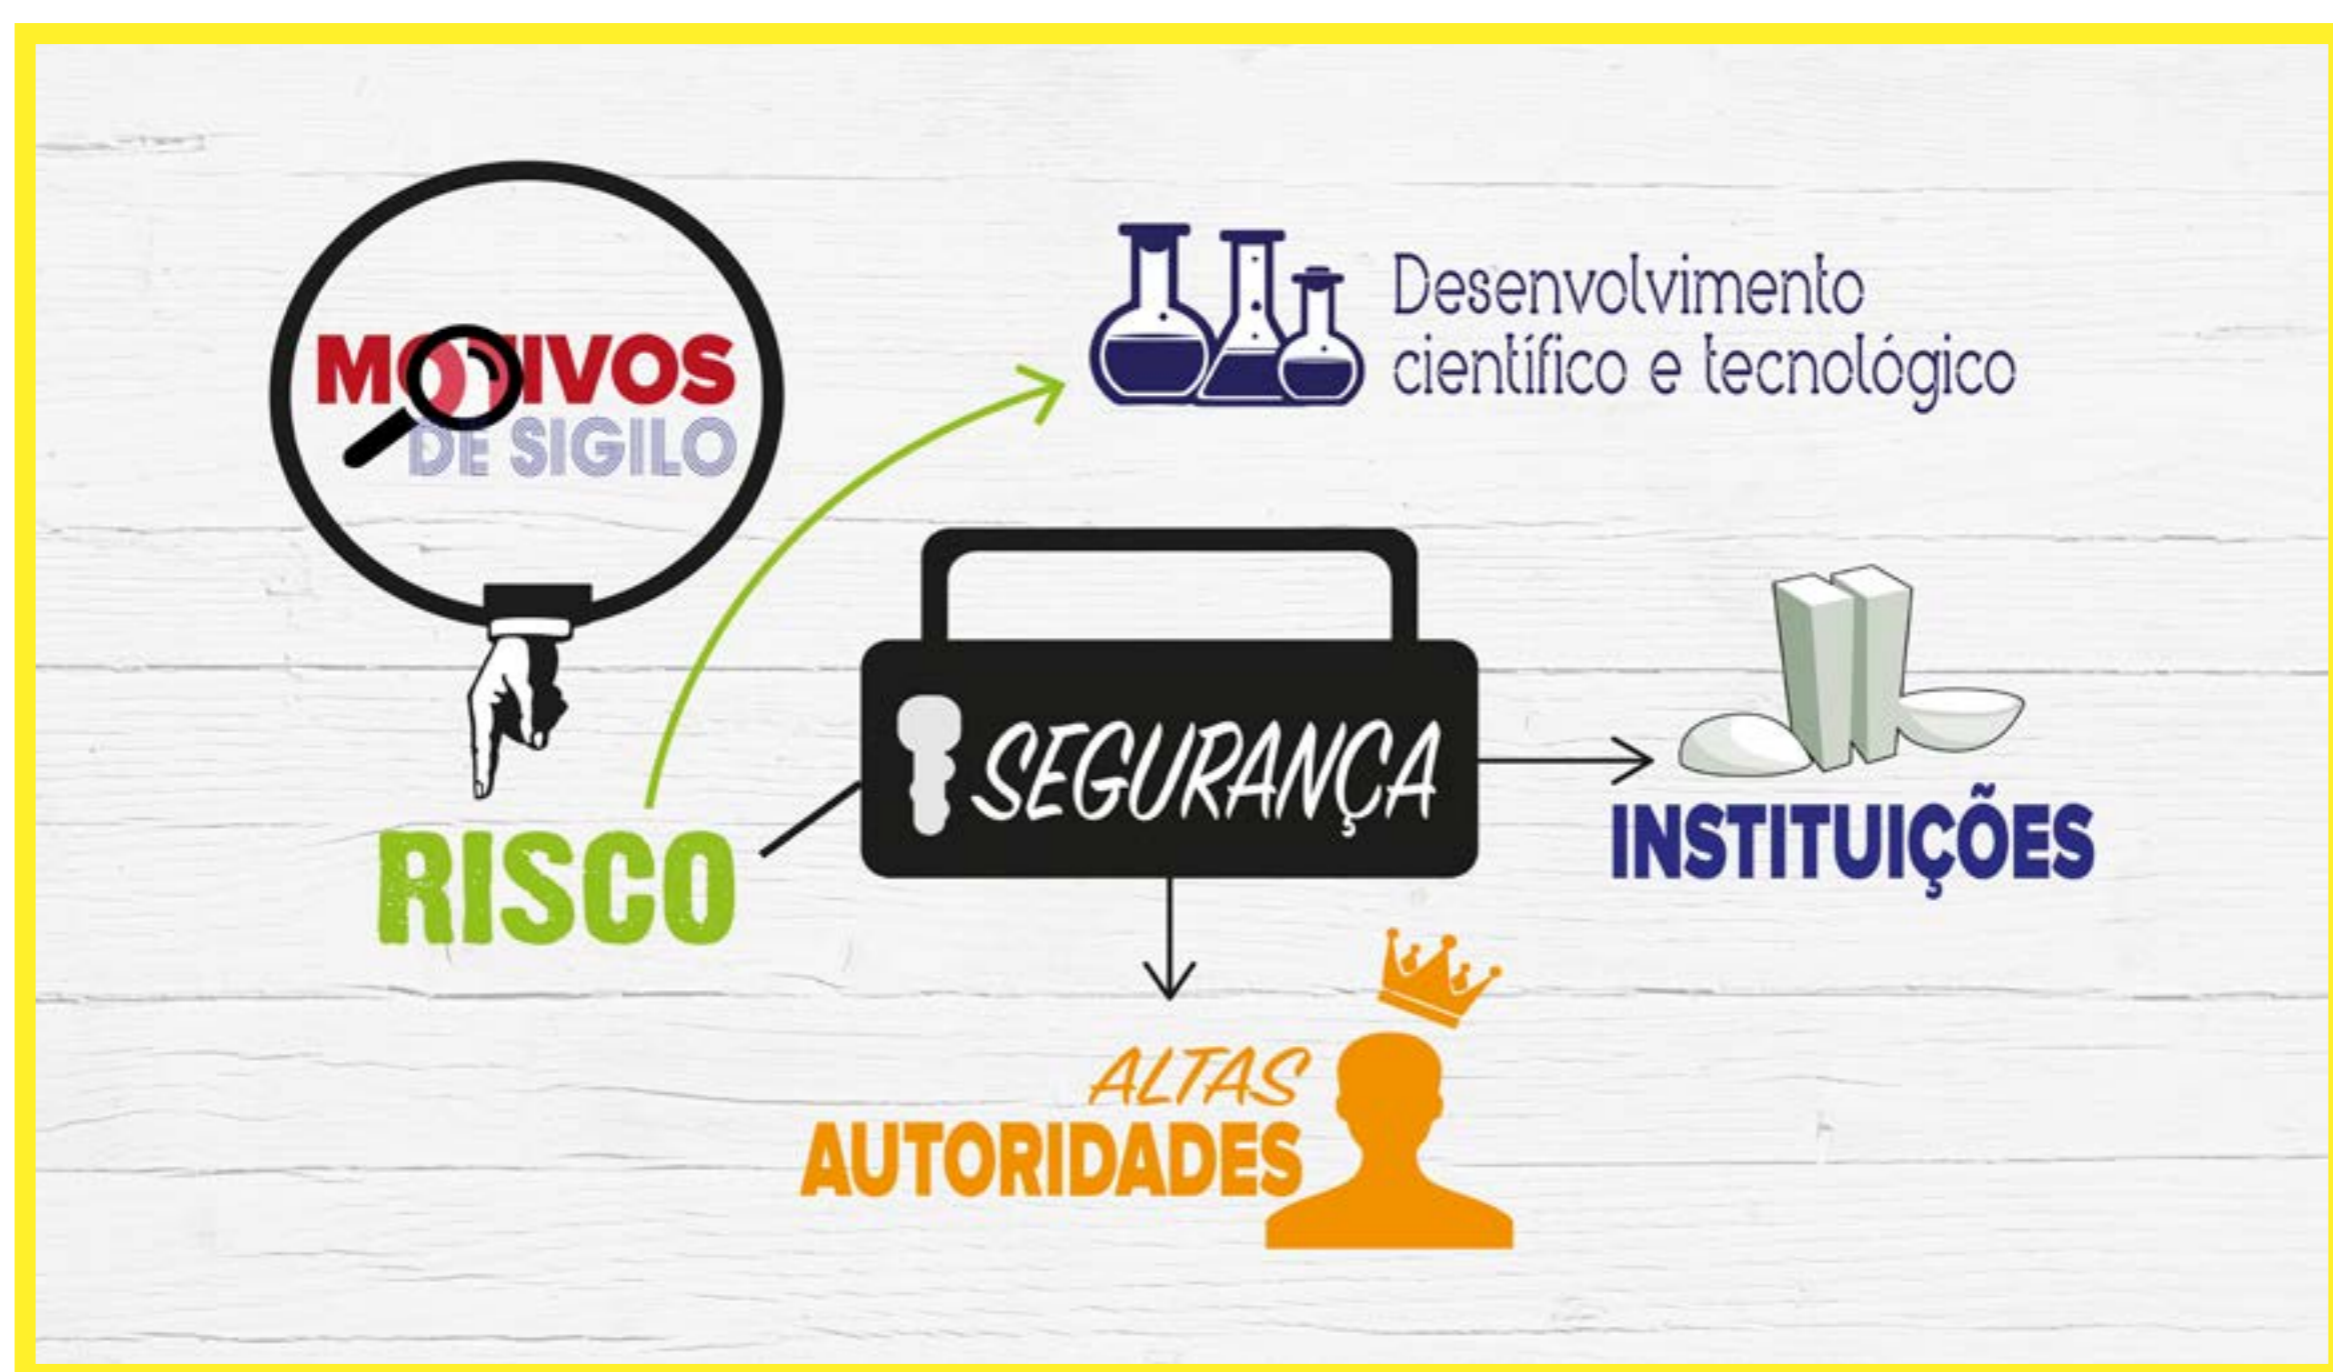 MOTIVOS
DE SIGILO
Desenvolvimento
científico e tecnológico
SEGURANÇA
INSTITUIÇÕES
RISCO
ALTAS
AUTORIDADES